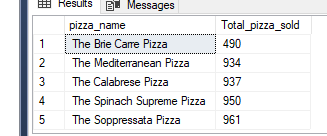 Results Messages
pizza_name Total_pizza_sold
1 The Brie Carre Pizza 490
2 The Mediterranean Pizza 934
3 The Calabrese Pizza 937
4 The Spinach Supreme Pizza 950
5 The Soppressata Pizza 961